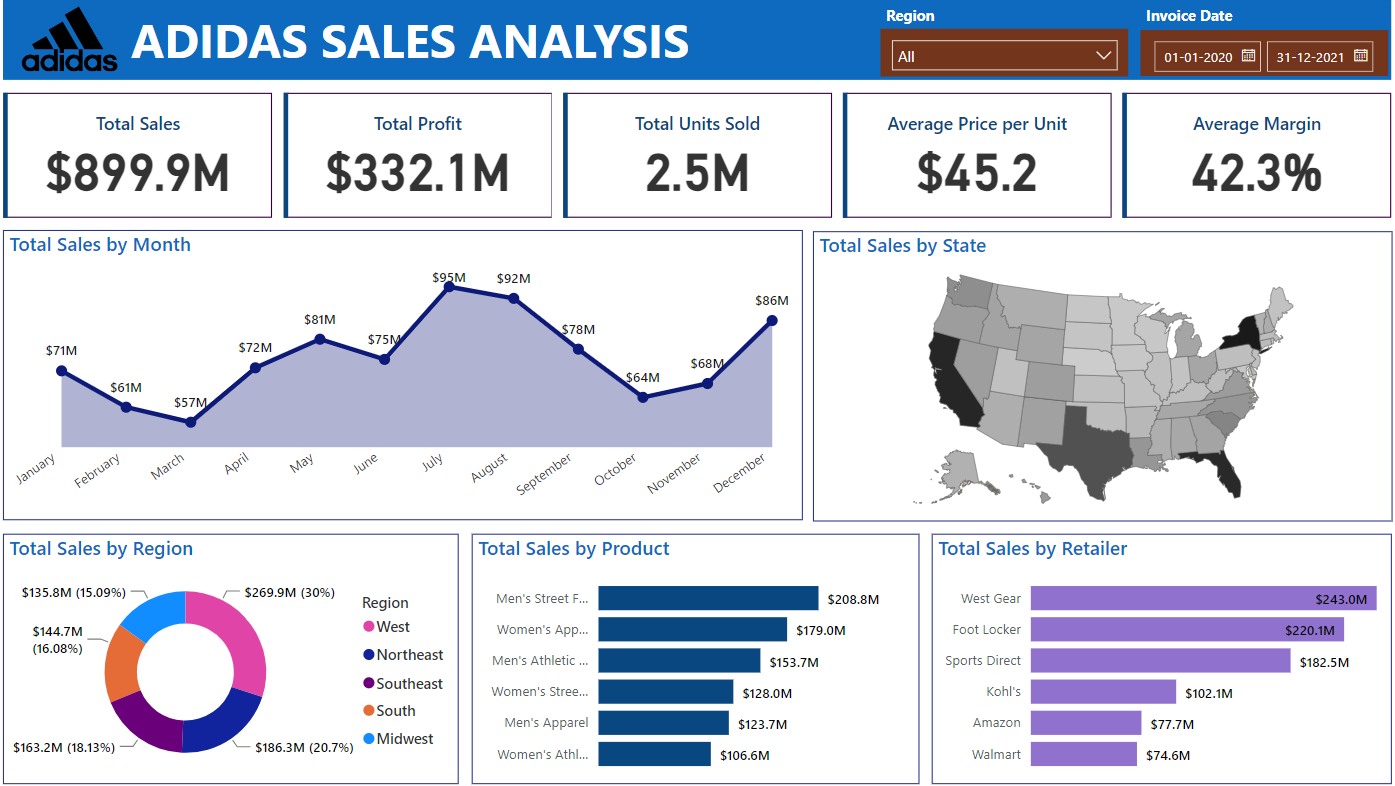 adidas
ADIDAS SALES ANALYSIS
Region
All
Invoice Date
01-01-2020
31-12-2021
Total Sales
$899.9M
Total Profit
$332.1M
Total Units Sold
2.5M
Average Price per Unit
$45.2
Average Margin
42.3%
Total Sales by Month
$71M
$61M
$57M
$72M
$81M
$75M
$95M
$92M
$78M
$64M
$68M
$86M
January
February
March
April
May
June
July
August
September
October
November
December
Total Sales by State
Total Sales by Region
$135.8M (15.09%)
$269.9M (30%)
$144.7M
(16.08%)
$163.2M (18.13%)
$186.3M (20.7%)
Region
West
Northeast
Southeast
South
Midwest
Total Sales by Product
Men's Street F... $208.8M
Women's App... $179.0M
Men's Athletic ... $153.7M
Women's Stree... $128.0M
Men's Apparel $123.7M
Women's Athl... $106.6M
Total Sales by Retailer
West Gear $243.0M
Foot Locker $220.1M
Sports Direct $182.5M
Kohl's $102.1M
Amazon $77.7M
Walmart $74.6M